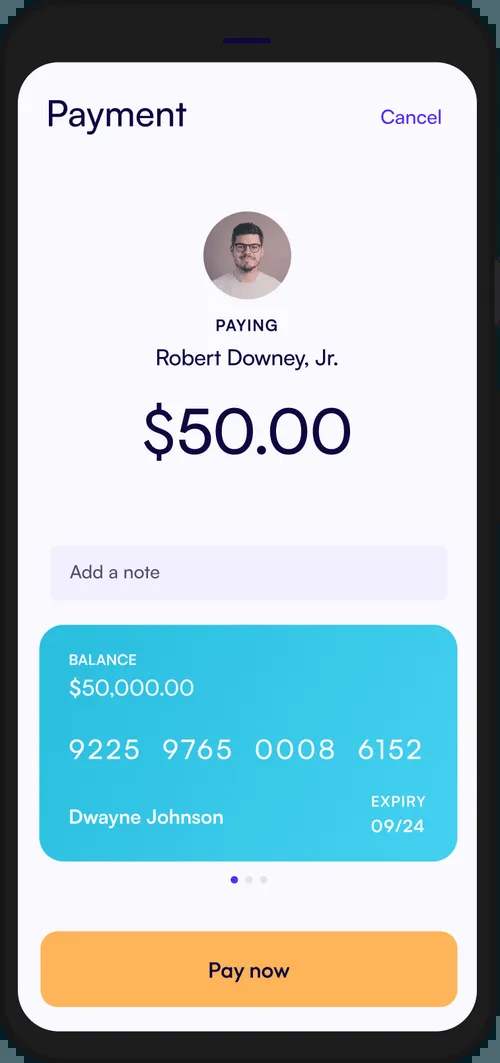 Payment
Cancel
PAYING
Robert Downey, Jr.
$50.00
Add a note
BALANCE
$50,000.00
9225 9765 0008 6152
Dwayne Johnson
EXPIRY
09/24
Pay now